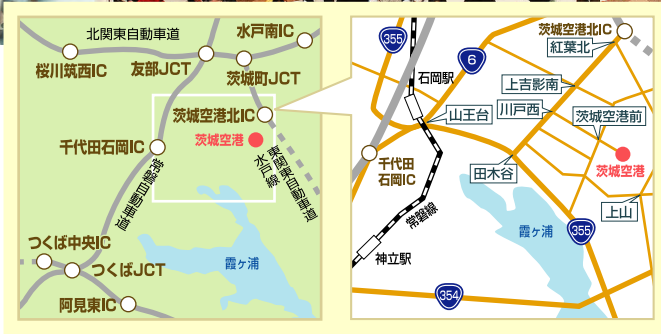 北関東自動車道
水戸南IC
桜川筑西IC
友部JCT
茨城町JCT
茨城空港北IC
茨城空港
千代田石岡IC
常磐自動車道
東関東自動車道
水戸線
つくば中央IC
つくばJCT
霞ヶ浦
阿見東IC
355
6
茨城空港北IC
紅葉北
石岡駅
上吉影南
山王台
川戸西
茨城空港前
千代田
石岡IC
田木谷
茨城空港
上山
常磐線
霞ヶ浦
355
神立駅
354